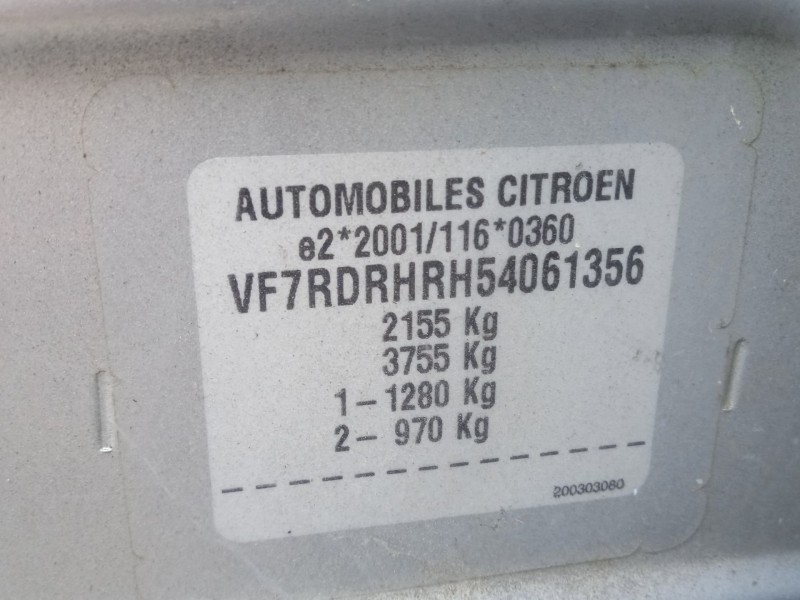 AUTOMOBILES CITROEN
e2*2001/116*0360
VF7RDRHRH54061356
2155 Kg
3755 Kg
1-1280 Kg
2- 970 Kg
200303080